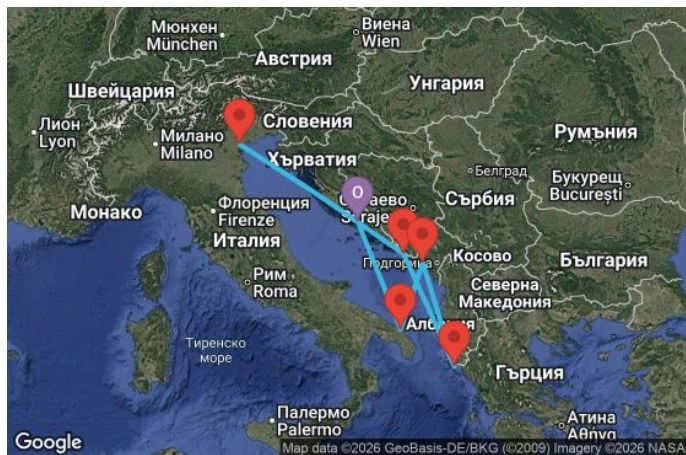 Мюнхен
München
Виена
Wien
Австрия
Швейцария
Унгария
Лион
Lyon
Милано
Milano
Словения
Румъния
Хърватия
О
Белград
Букурещ
București
Сърбия
Монако
Флоренция
Firenze
Италия
Подгорица
Косово
България
Рим
Roma
Северна
Македония
Тиренско
море
Гърция
Палермо
Palermo
Атина
Αθήνα
Google
Map data ©2026 GeoBasis-DE/BKG (©2009) Imagery ©2026 NASA